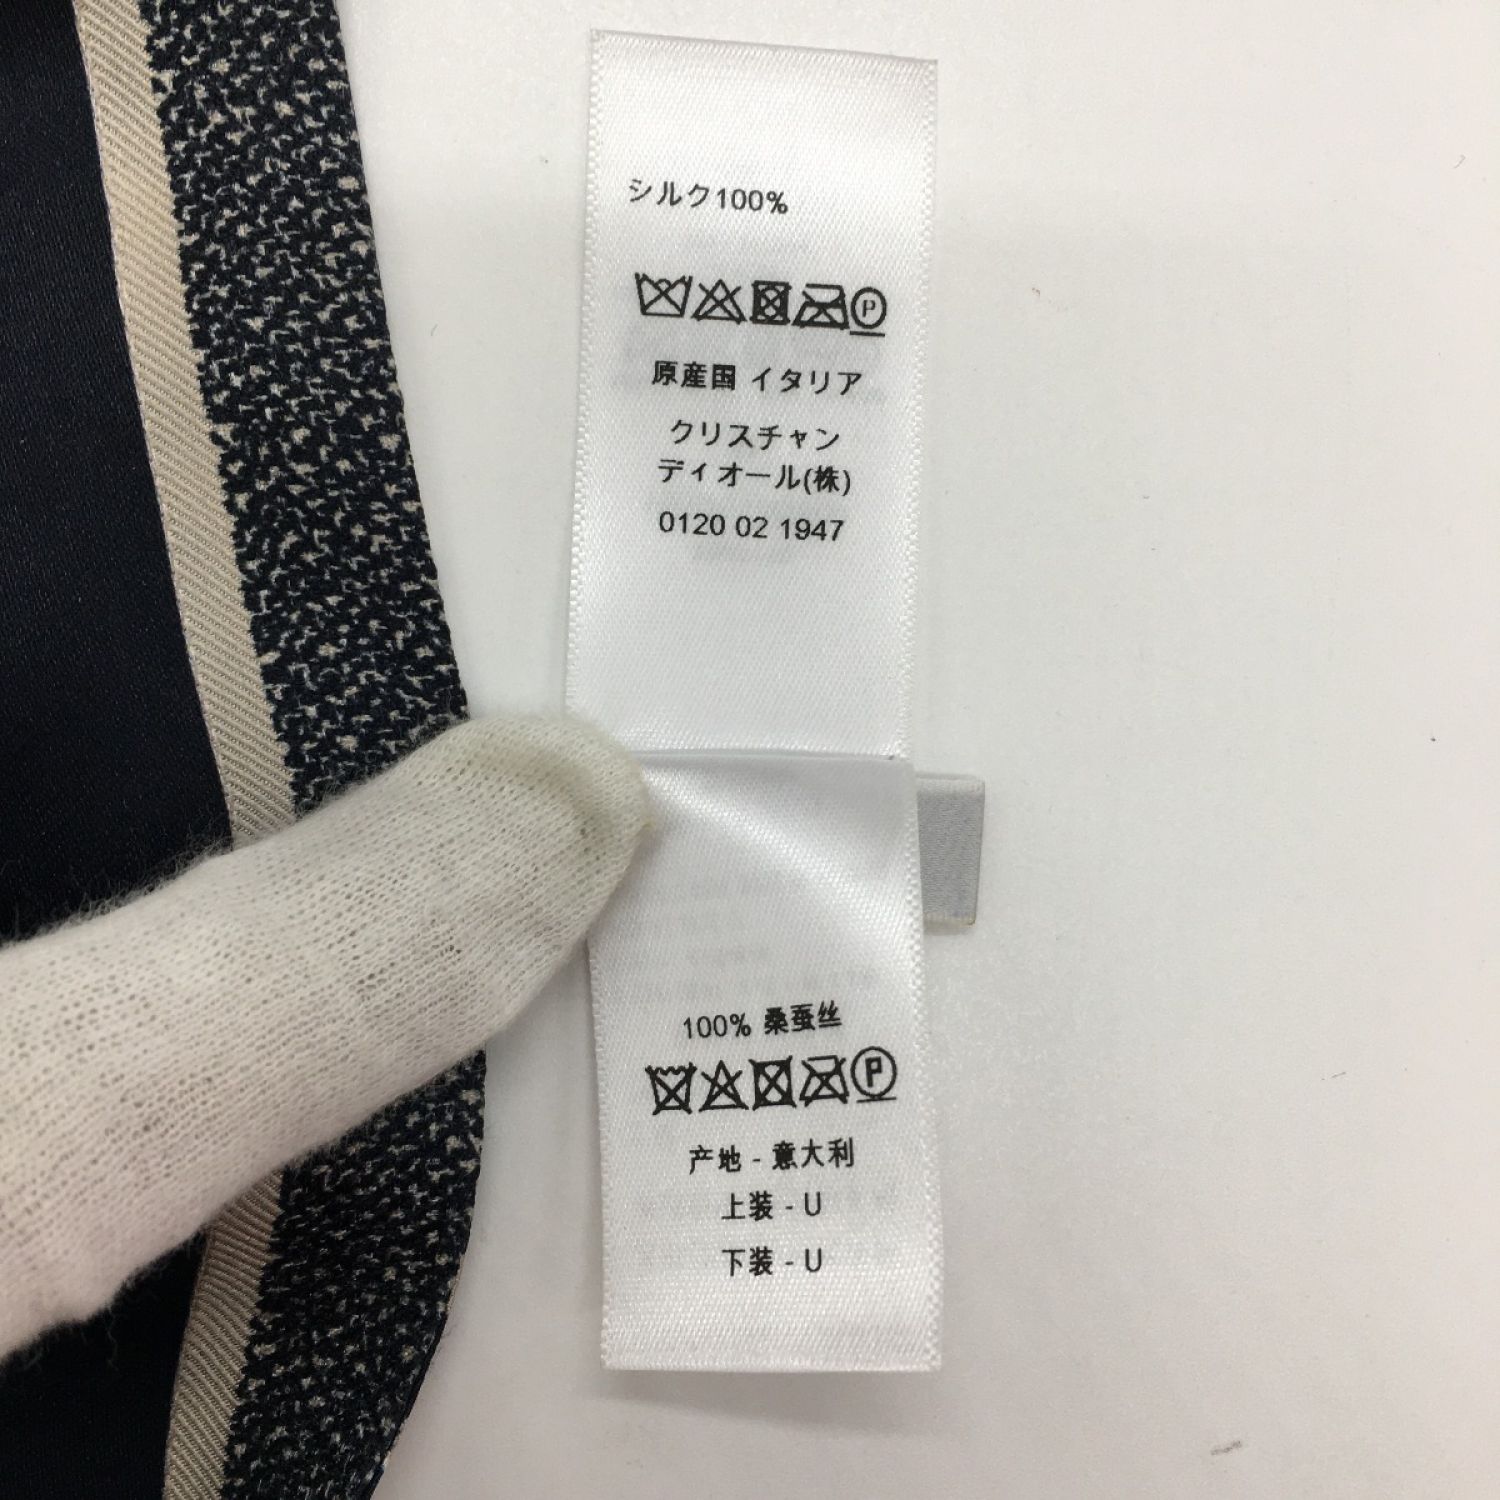 シルク100%
P
原産国 イタリア
クリスチャン
ディオール(株)
0120 02 1947
100% 桑蚕丝
P
产地 - 意大利
上装 - U
下装 - U